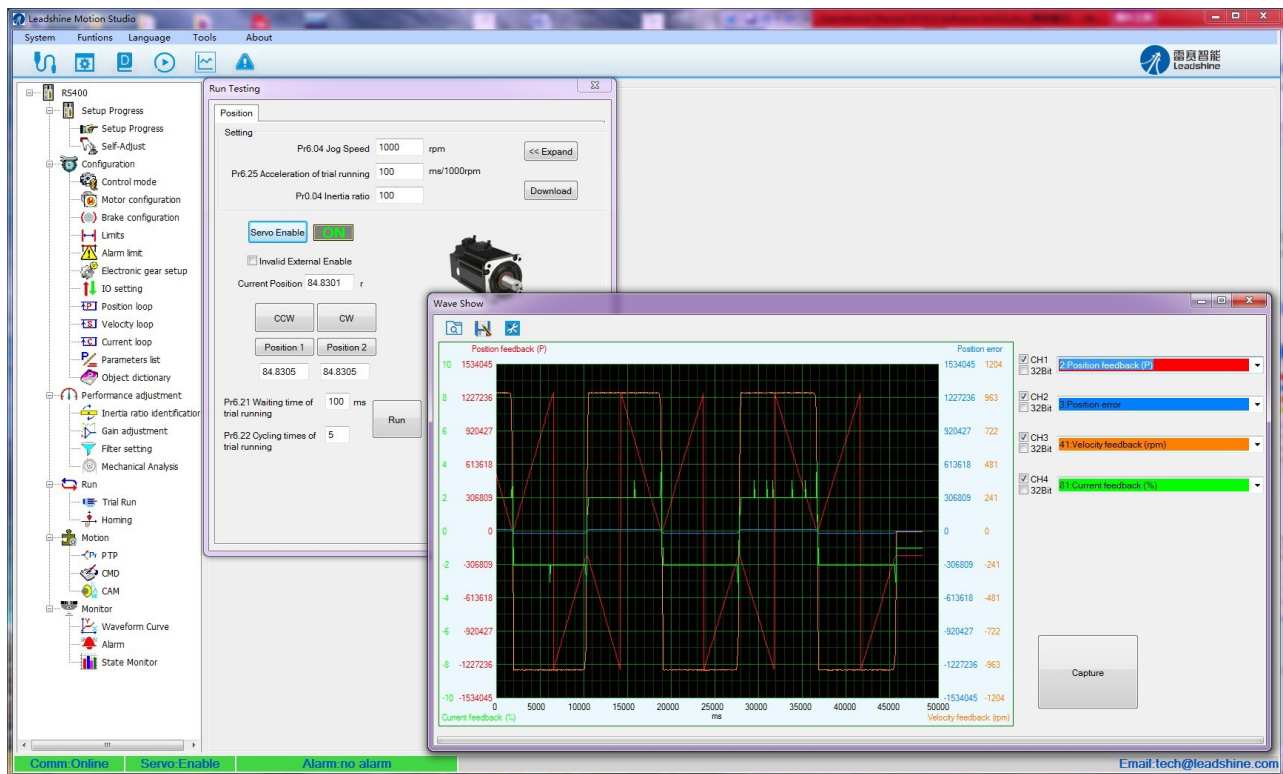 Leadshine Motion Studio
System Funtions Language Tools About
雷赛智能
Leadshine
RS400
Setup Progress
Setup Progress
Self-Adjust
Configuration
Control mode
Motor configuration
Brake configuration
Limits
Alarm limit
Electronic gear setup
IO setting
Position loop
Velocity loop
Current loop
Parameters list
Object dictionary
Performance adjustment
Inertia ratio identification
Gain adjustment
Filter setting
Mechanical Analysis
Run
Trial Run
Homing
Motion
PTP
CMD
CAM
Monitor
Waveform Curve
Alarm
State Monitor
Run Testing
Position
Setting
Pr6.04 Jog Speed 1000 rpm
<< Expand
Pr6.25 Acceleration of trial running 100 ms/1000rpm
Pr0.04 Inertia ratio 100
Download
Servo Enable ON
Invalid External Enable
Current Position 84.8301 r
CCW CW
Position 1 Position 2
84.8305 84.8305
Pr6.21 Waiting time of
trial running
100 ms
Run
Pr6.22 Cycling times of
trial running
5
Wave Show
Position feedback (P) Position error
10 1534045 1534045 1204
8 1227236 1227236 963
6 920427 920427 722
4 613618 613618 481
2 306809 306809 241
0 0 0 0
-2 -306809 -306809 -241
-4 -613618 -613618 -481
-6 -920427 -920427 -722
-8 -1227236 -1227236 -963
-10 -1534045 -1534045 -1204
0 5000 10000 15000 20000 25000 30000 35000 40000 45000 50000
Current feedback (%) ms Velocity feedback (rpm)
CH1
32Bit
2:Position feedback (P)
CH2
32Bit
3:Position error
CH3
32Bit
41:Velocity feedback (rpm)
CH4
32Bit
81:Current feedback (%)
Capture
Comm:Online Servo:Enable Alarm:no alarm Email:tech@leadshine.com